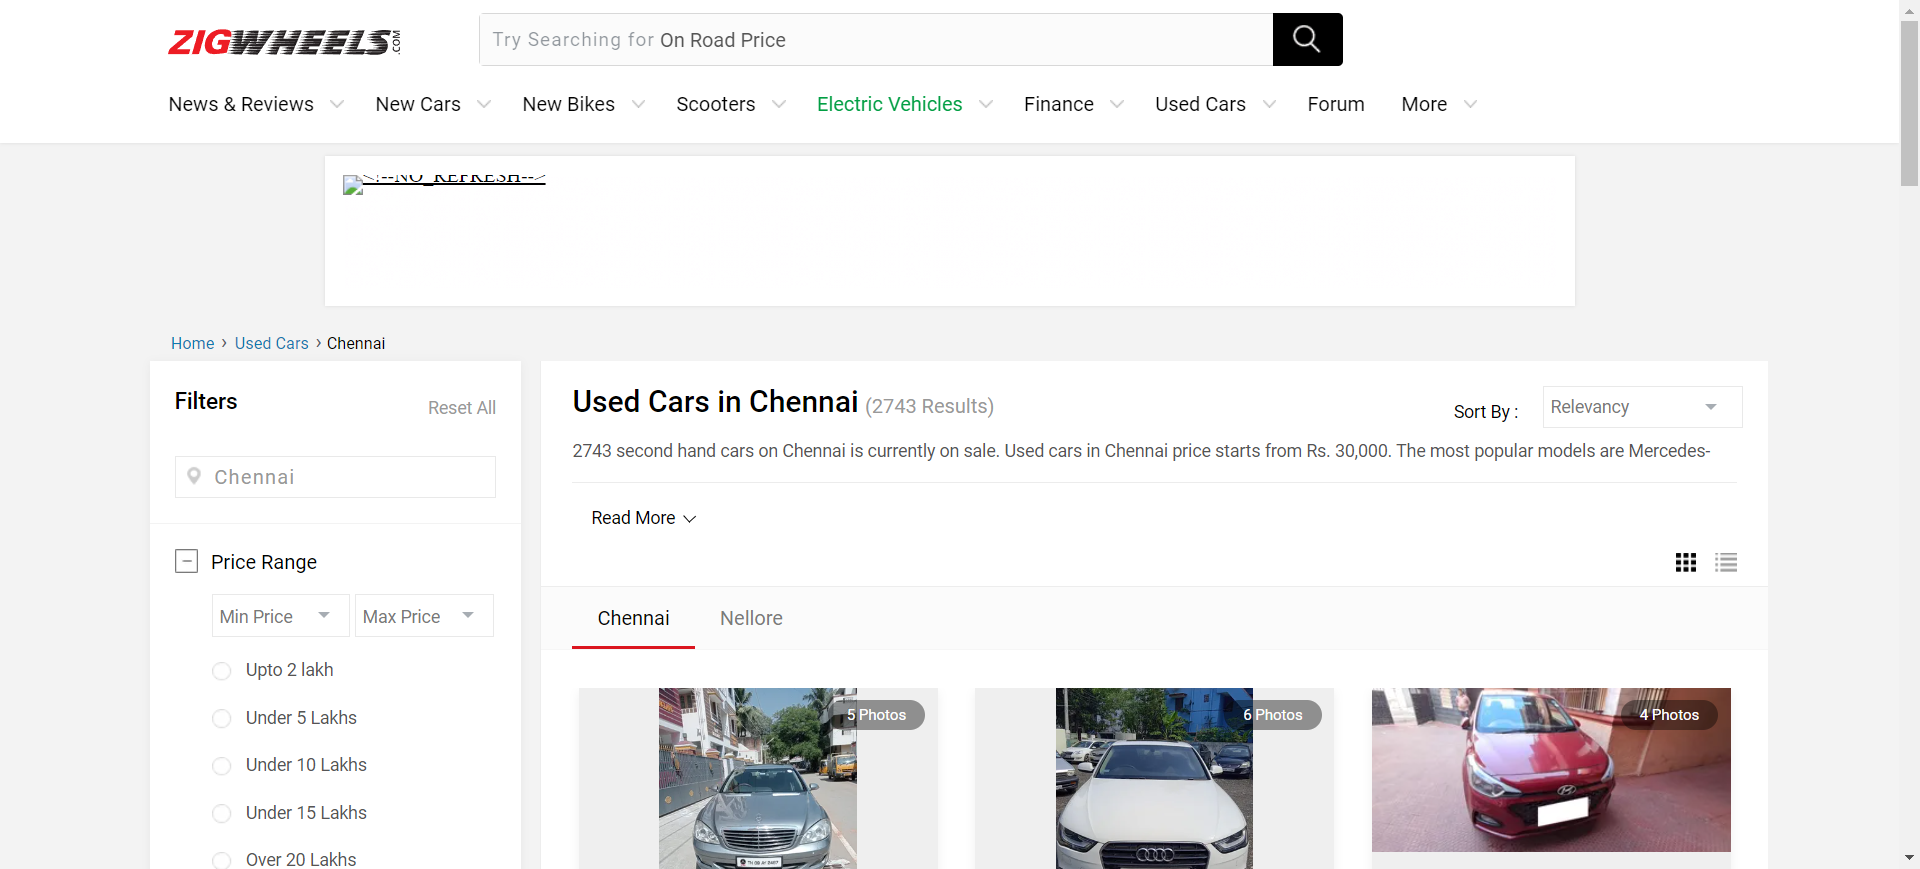 ZIGWHEELS.COM
Try Searching for On Road Price
News & Reviews New Cars New Bikes Scooters Electric Vehicles Finance Used Cars Forum More
<!--NO_REFRESH-->
Home › Used Cars › Chennai
Filters
Reset All
Chennai
Price Range
Min Price Max Price
Upto 2 lakh
Under 5 Lakhs
Under 10 Lakhs
Under 15 Lakhs
Over 20 Lakhs
Used Cars in Chennai (2743 Results)
Sort By : Relevancy
2743 second hand cars on Chennai is currently on sale. Used cars in Chennai price starts from Rs. 30,000. The most popular models are Mercedes-
Read More
Chennai Nellore
5 Photos
6 Photos
4 Photos